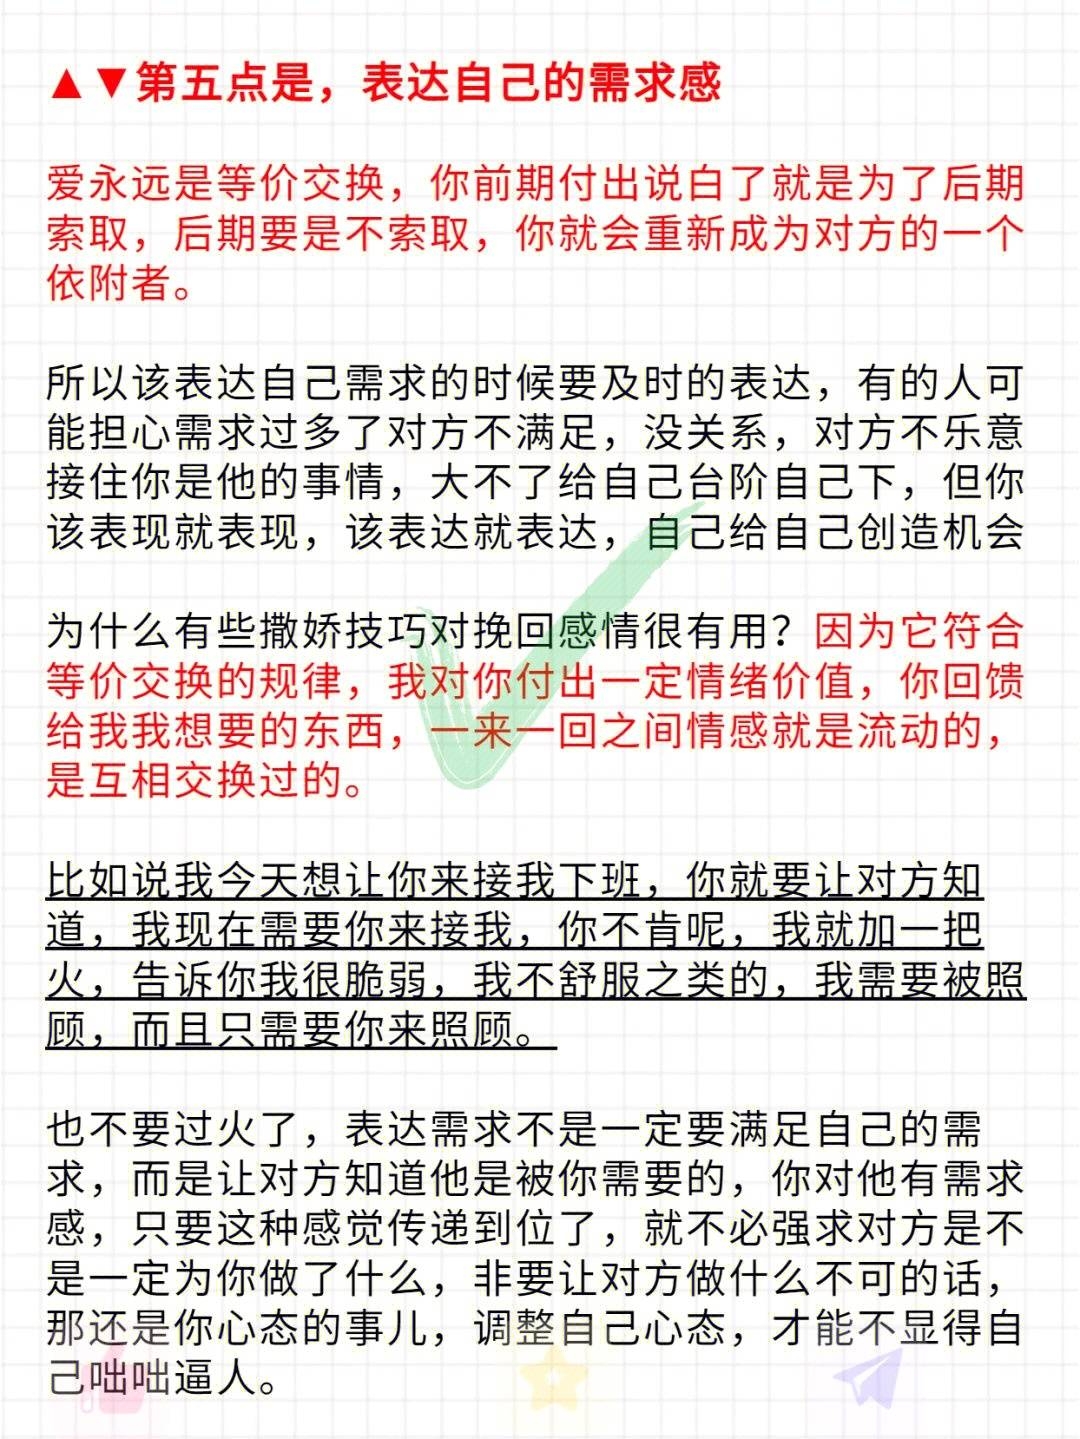 ▲▼第五点是，表达自己的需求感
爱永远是等价交换，你前期付出说白了就是为了后期
索取，后期要是不索取，你就会重新成为对方的一个
依附者。
所以该表达自己需求的时候要及时的表达，有的人可
能担心需求过多了对方不满足，没关系，对方不乐意
接住你是他的事情，大不了给自己台阶自己下，但你
该表现就表现，该表达就表达，自己给自己创造机会
为什么有些撒娇技巧对挽回感情很有用？因为它符合
等价交换的规律，我对你付出一定情绪价值，你回馈
给我我想要的东西，一来一回之间情感就是流动的，
是互相交换过的。
比如说我今天想让你来接我下班，你就要让对方知
道，我现在需要你来接我，你不肯呢，我就加一把
火，告诉你我很脆弱，我不舒服之类的，我需要被照
顾，而且只需要你来照顾。
也不要过火了，表达需求不是一定要满足自己的需
求，而是让对方知道他是被你需要的，你对他有需求
感，只要这种感觉传递到位了，就不必强求对方是不
是一定为你做了什么，非要让对方做什么不可的话，
那还是你心态的事儿，调整自己心态，才能不显得自
己咄咄逼人。